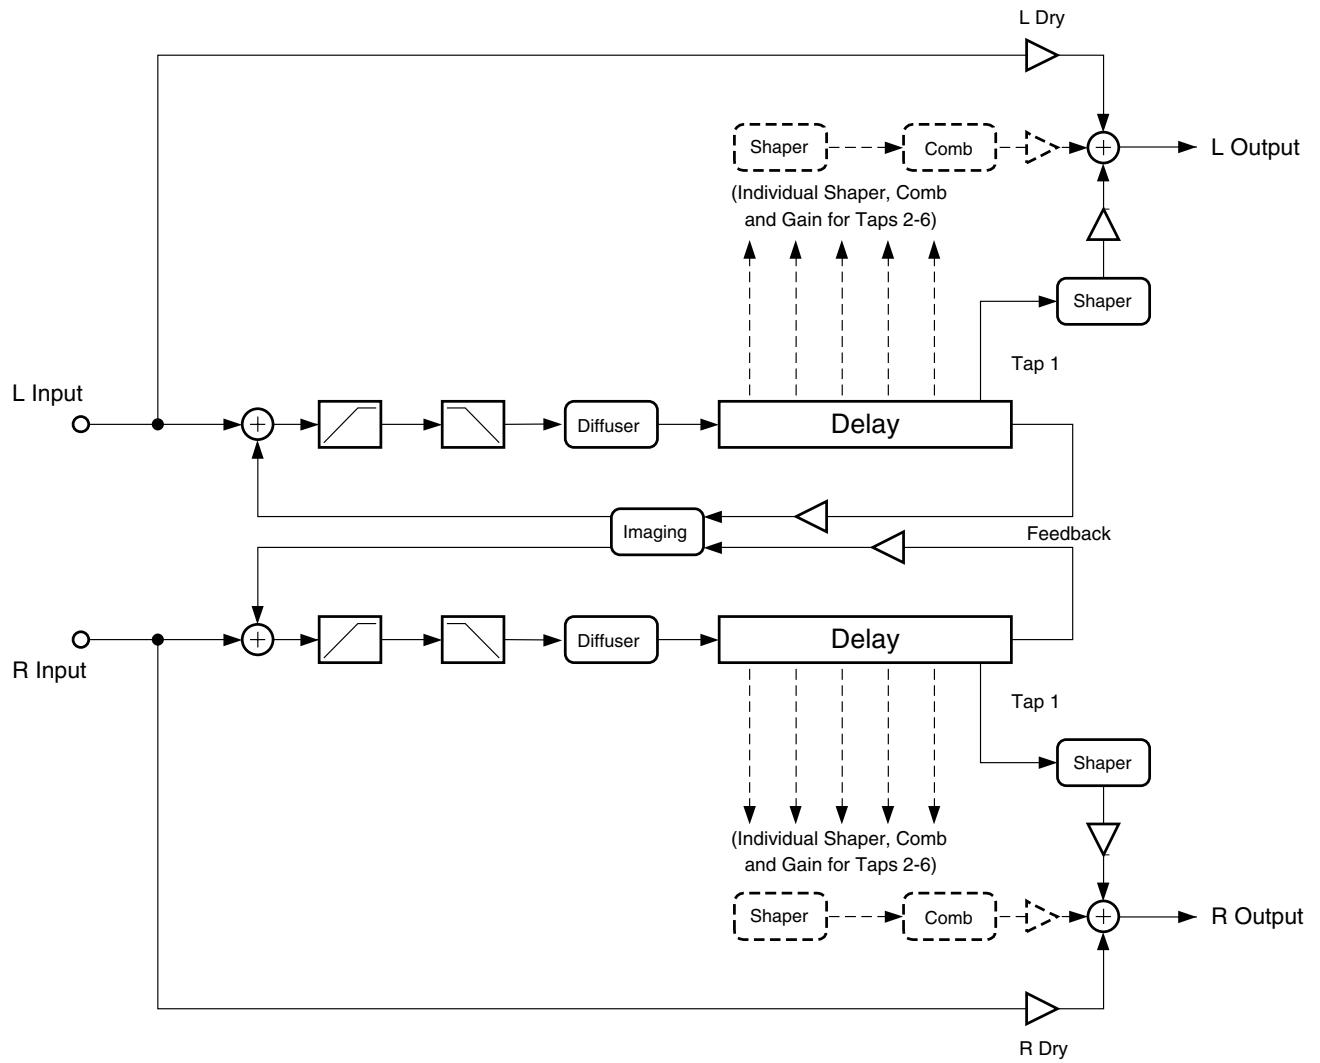 L Dry
Shaper
Comb
+
L Output
(Individual Shaper, Comb
and Gain for Taps 2-6)
Shaper
Tap 1
L Input
+
Diffuser
Delay
Imaging
Feedback
R Input
+
Diffuser
Delay
Tap 1
Shaper
(Individual Shaper, Comb
and Gain for Taps 2-6)
Shaper
Comb
+
R Output
R Dry